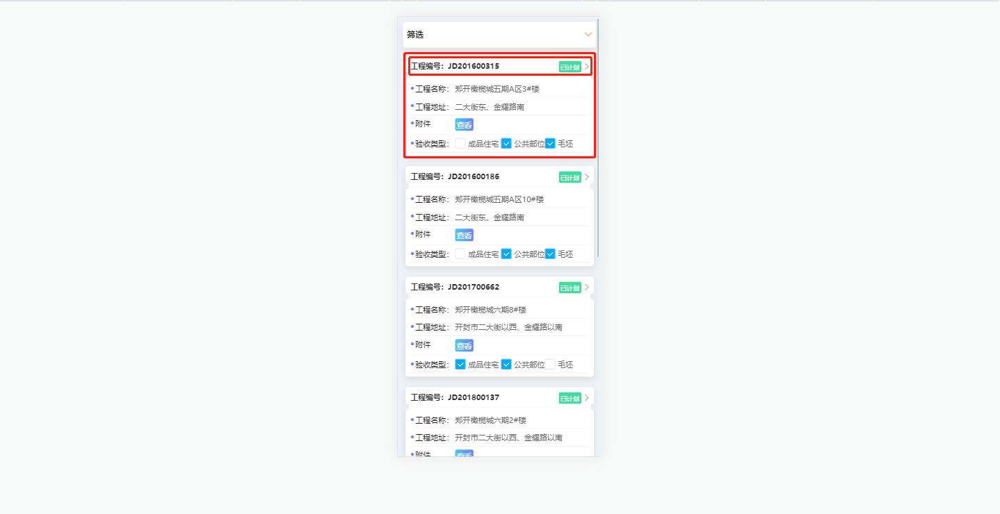 筛选
工程编号：JD201600315 已计划
工程名称： 郑开橄榄城五期A区3#楼
工程地址： 二大街东、金耀路南
附件 查看
验收类型： 成品住宅 公共部位 毛坯
工程编号：JD201600186 已计划
工程名称： 郑开橄榄城五期A区10#楼
工程地址： 二大街东、金耀路南
附件 查看
验收类型： 成品住宅 公共部位 毛坯
工程编号：JD201700662 已计划
工程名称： 郑开橄榄城六期8#楼
工程地址： 开封市二大街以西、金耀路以南
附件 查看
验收类型： 成品住宅 公共部位 毛坯
工程编号：JD201800137 已计划
工程名称： 郑开橄榄城六期2#楼
工程地址： 开封市二大街以西、金耀路以南
附件 查看